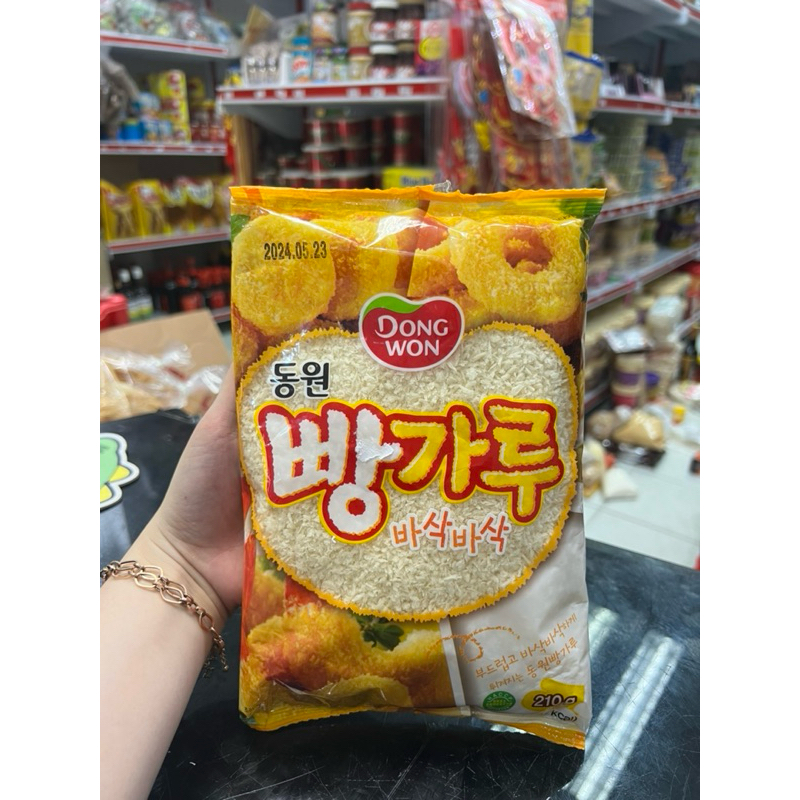 2024.05.23
DONG
WON
동원
빵가루
바삭바삭
부드럽고 바삭바삭하게
튀겨지는 동원빵가루
210 g